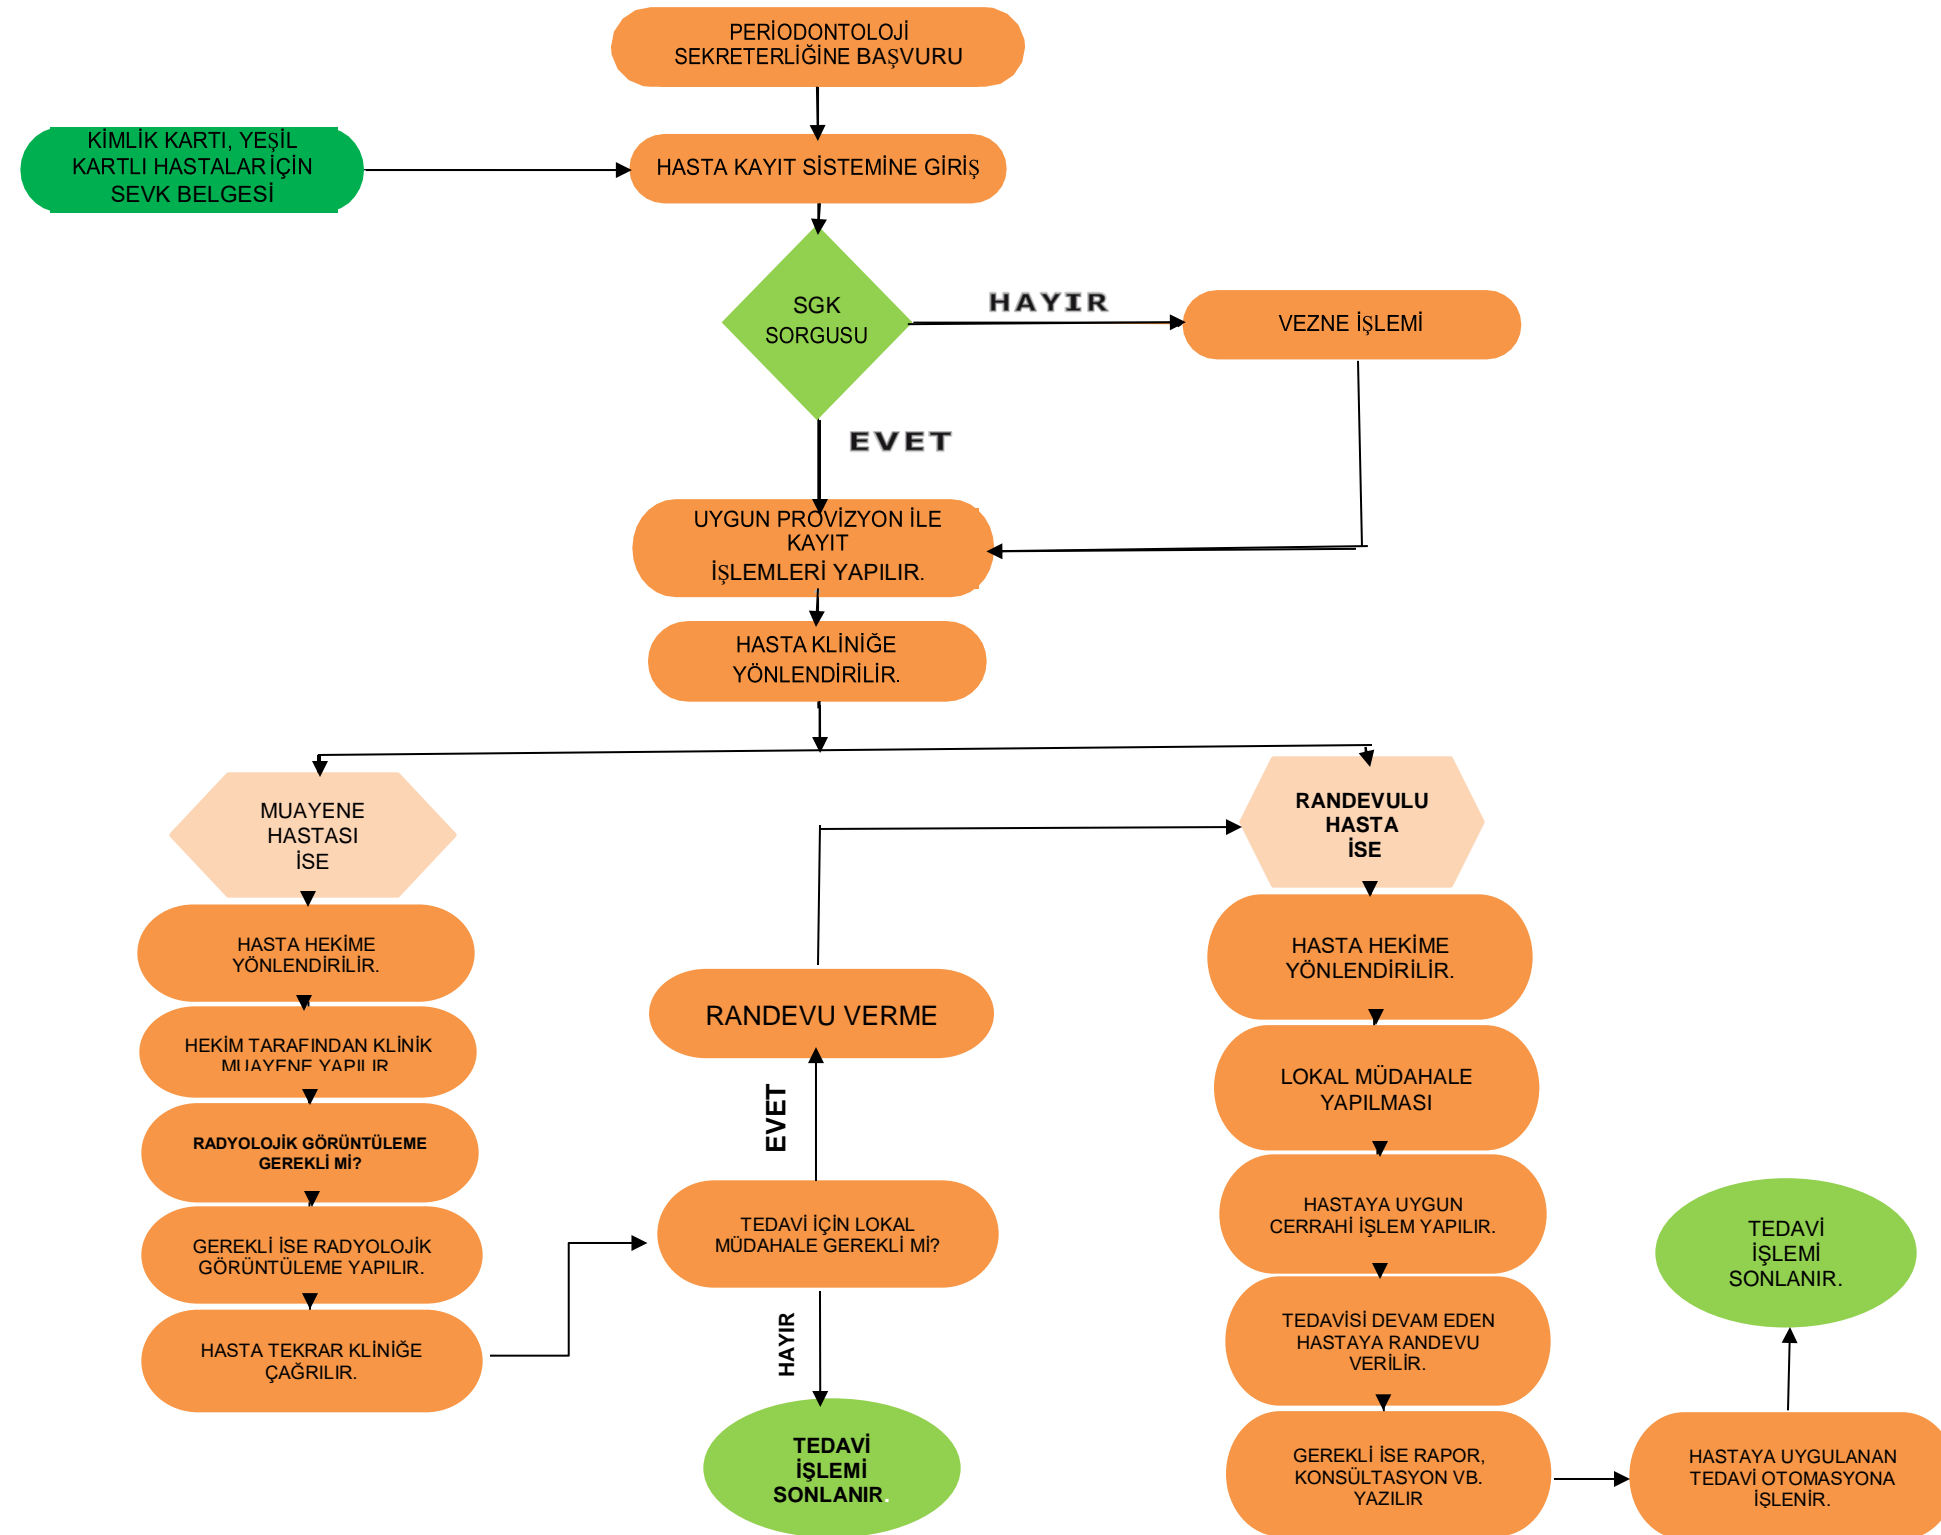 PERİODONTOLOJİ
SEKRETERLİĞİNE BAŞVURU
KİMLİK KARTI, YEŞİL
KARTLI HASTALAR İÇİN
SEVK BELGESİ
HASTA KAYIT SİSTEMİNE GİRİŞ
SGK
SORGUSU
HAYIR
VEZNE İŞLEMİ
EVET
UYGUN PROVİZYON İLE
KAYIT
İŞLEMLERİ YAPILIR.
HASTA KLİNİĞE
YÖNLENDİRİLİR.
MUAYENE
HASTASI
İSE
HASTA HEKİME
YÖNLENDİRİLİR.
HEKİM TARAFINDAN KLİNİK
MUAYENE YAPILIR
RADYOLOJİK GÖRÜNTÜLEME
GEREKLİ Mİ?
GEREKLİ İSE RADYOLOJİK
GÖRÜNTÜLEME YAPILIR.
HASTA TEKRAR KLİNİĞE
ÇAĞRILIR.
RANDEVU VERME
EVET
TEDAVİ İÇİN LOKAL
MÜDAHALE GEREKLİ Mİ?
HAYIR
TEDAVİ
İŞLEMİ
SONLANIR.
RANDEVULU
HASTA
İSE
HASTA HEKİME
YÖNLENDİRİLİR.
LOKAL MÜDAHALE
YAPILMASI
HASTAYA UYGUN
CERRAHİ İŞLEM YAPILIR.
TEDAVİSİ DEVAM EDEN
HASTAYA RANDEVU
VERİLİR.
GEREKLİ İSE RAPOR,
KONSÜLTASYON VB.
YAZILIR
HASTAYA UYGULANAN
TEDAVİ OTOMASYONA
İŞLENİR.
TEDAVİ
İŞLEMİ
SONLANIR.